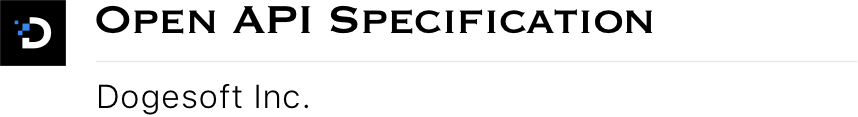 Open API Specification
Dogesoft Inc.